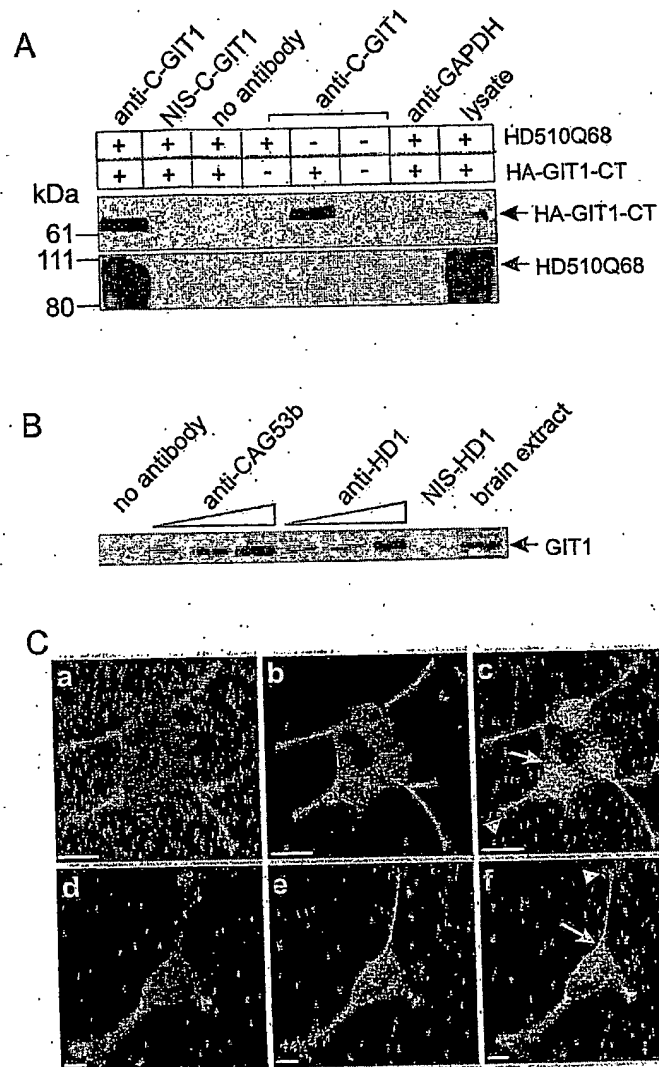 A
anti-C-GIT1
NIS-C-GIT1
no antibody
anti-C-GIT1
anti-GAPDH
lysate
+ + + + - - + + HD510Q68
+ + + - + - + + HA-GIT1-CT
kDa
61
HA-GIT1-CT
111
HD510Q68
80
B
no antibody
anti-CAG53b
anti-HD1
NIS-HD1
brain extract
GIT1
C
a
b
c
d
e
f